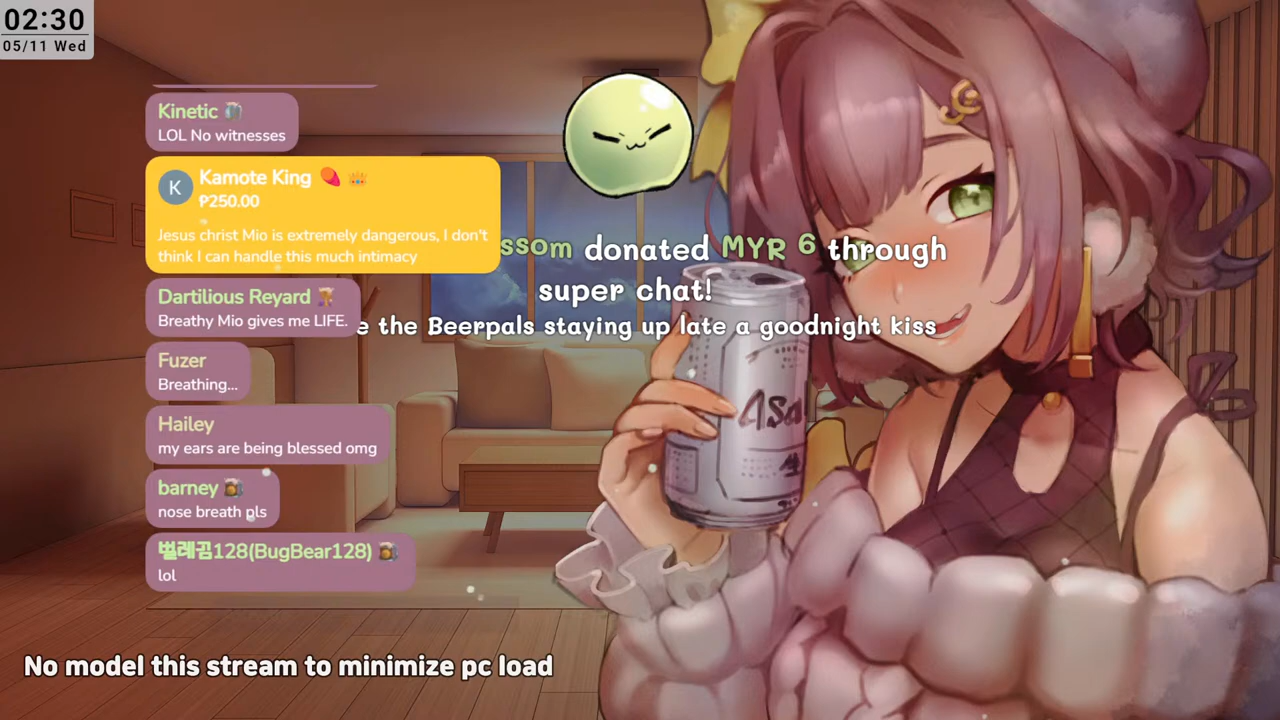 02:30
05/11 Wed
Kinetic
LOL No witnesses
K
Kamote King
₱250.00
Jesus christ Mio is extremely dangerous, I don't
think I can handle this much intimacy
ssom donated MYR 6 through
super chat!
e the Beerpals staying up late a goodnight kiss
Dartilious Reyard
Breathy Mio gives me LIFE.
Fuzer
Breathing...
Hailey
my ears are being blessed omg
barney
nose breath pls
벌레곰128(BugBear128)
lol
Asa
No model this stream to minimize pc load